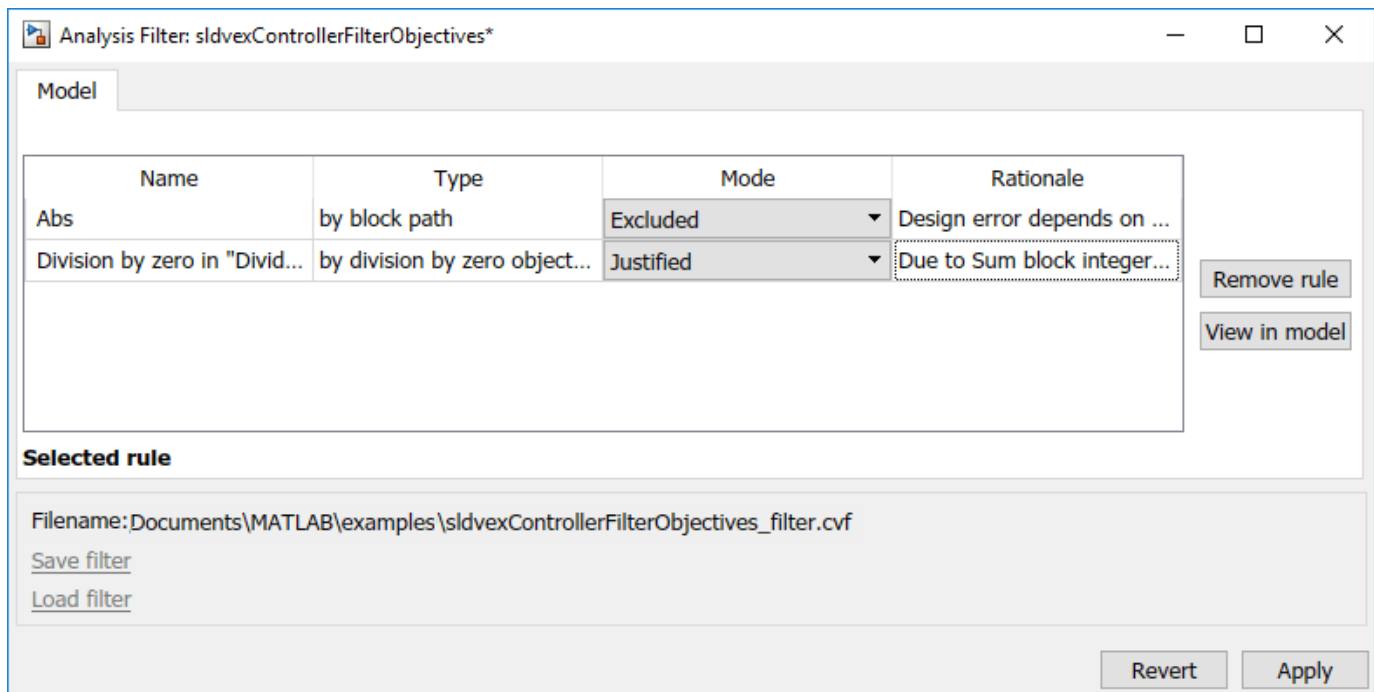 Analysis Filter: sldvexControllerFilterObjectives*
Model
Name Type Mode Rationale
Abs by block path Excluded Design error depends on ...
Division by zero in "Divid... by division by zero object... Justified Due to Sum block integer...
Remove rule
View in model
Selected rule
Filename: Documents\MATLAB\examples\sldvexControllerFilterObjectives_filter.cvf
Save filter
Load filter
Revert Apply